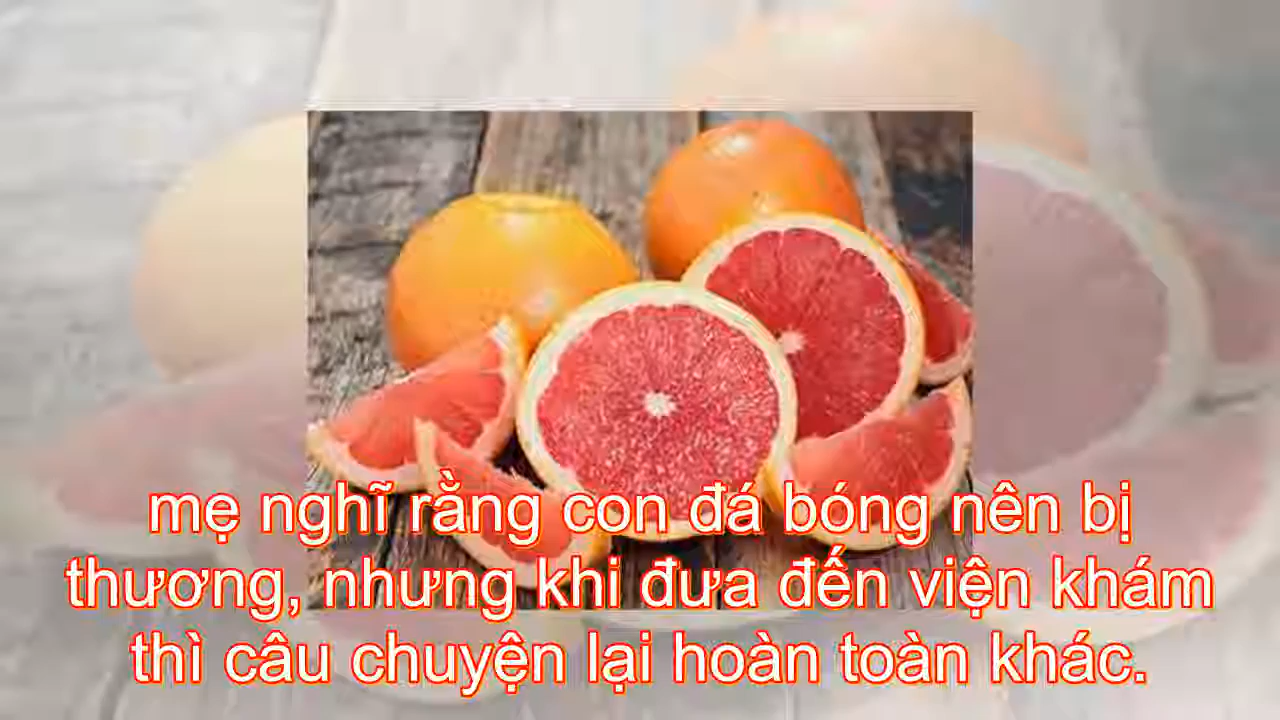 mẹ nghĩ rằng con đá bóng nên bị
thương, nhưng khi đưa đến viện khám
thì câu chuyện lại hoàn toàn khác.